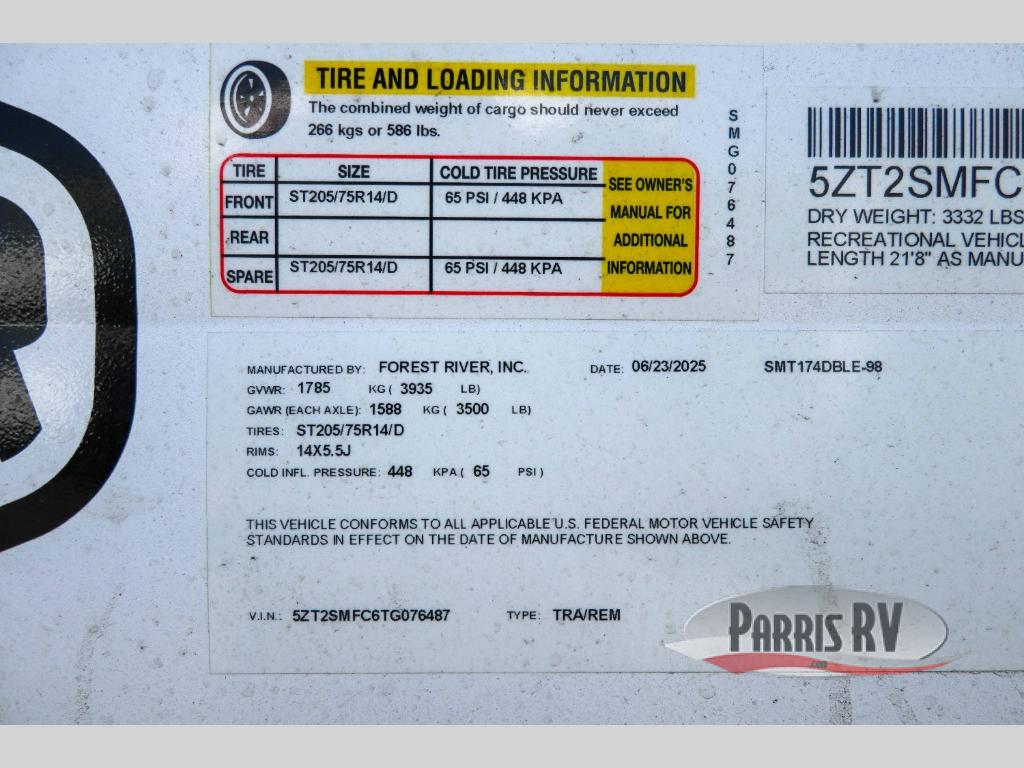 TIRE AND LOADING INFORMATION
The combined weight of cargo should never exceed
266 kgs or 586 lbs.
TIRE SIZE COLD TIRE PRESSURE
FRONT ST205/75R14/D 65 PSI / 448 KPA
REAR
SPARE ST205/75R14/D 65 PSI / 448 KPA
SEE OWNER'S
MANUAL FOR
ADDITIONAL
INFORMATION
SMG076487
5ZT2SMFC
DRY WEIGHT: 3332 LBS
RECREATIONAL VEHICL
LENGTH 21'8" AS MANU
MANUFACTURED BY: FOREST RIVER, INC. DATE: 06/23/2025 SMT174DBLE-98
GVWR: 1785 KG ( 3935 LB)
GAWR (EACH AXLE): 1588 KG ( 3500 LB)
TIRES: ST205/75R14/D
RIMS: 14X5.5J
COLD INFL. PRESSURE: 448 KPA ( 65 PSI )
THIS VEHICLE CONFORMS TO ALL APPLICABLE U.S. FEDERAL MOTOR VEHICLE SAFETY
STANDARDS IN EFFECT ON THE DATE OF MANUFACTURE SHOWN ABOVE.
V.I.N.: 5ZT2SMFC6TG076487 TYPE: TRA/REM
PARRIS RV
.com